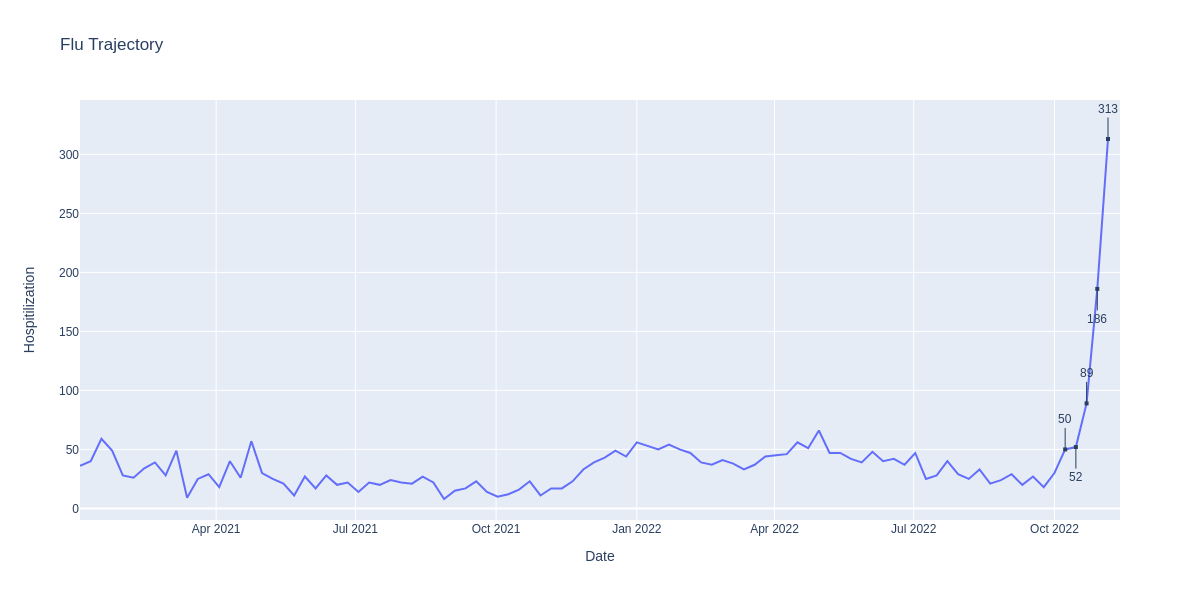 Flu Trajectory
313
300
250
200
186
150
100
89
50
50
52
0
Apr 2021
Jul 2021
Oct 2021
Jan 2022
Apr 2022
Jul 2022
Oct 2022
Date
Hospitilization